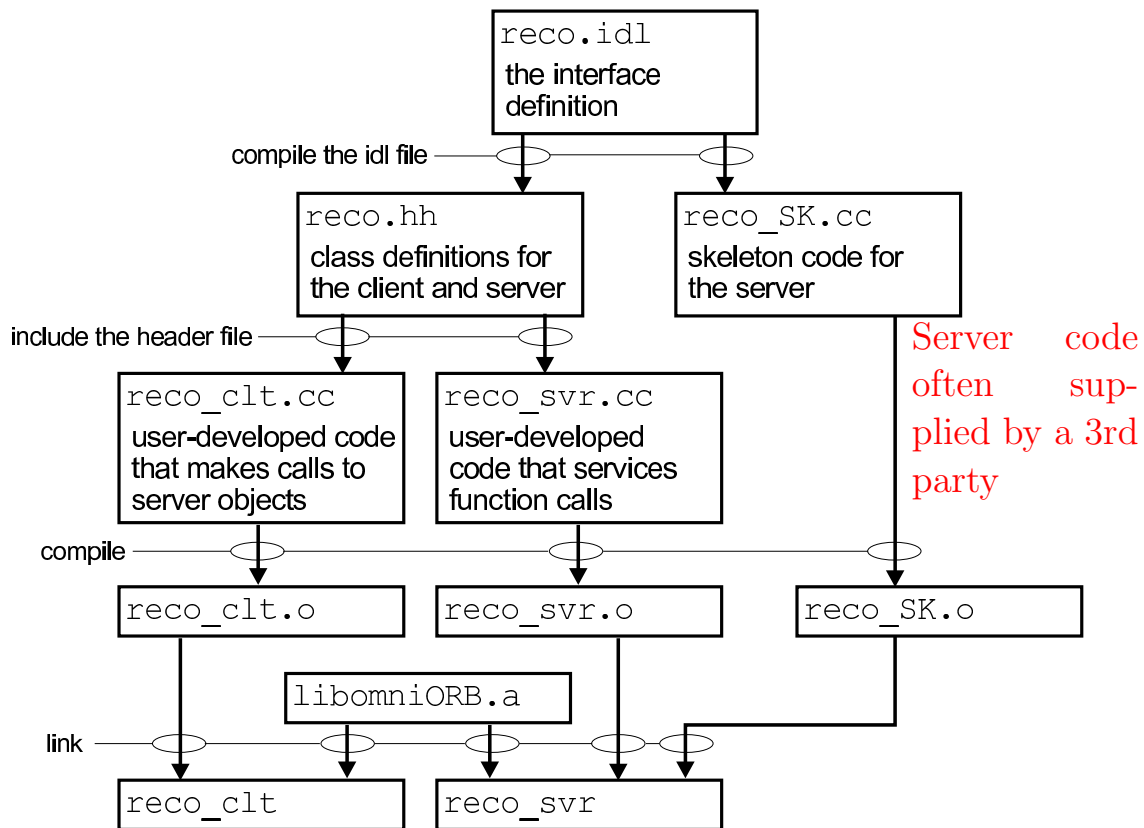 reco.idl
the interface
definition
compile the idl file
reco.hh
class definitions for
the client and server
reco_SK.cc
skeleton code for
the server
include the header file
Server code
often sup-
plied by a 3rd
party
reco_clt.cc
user-developed code
that makes calls to
server objects
reco_svr.cc
user-developed
code that services
function calls
compile
reco_clt.o
reco_svr.o
reco_SK.o
libomniORB.a
link
reco_clt
reco_svr